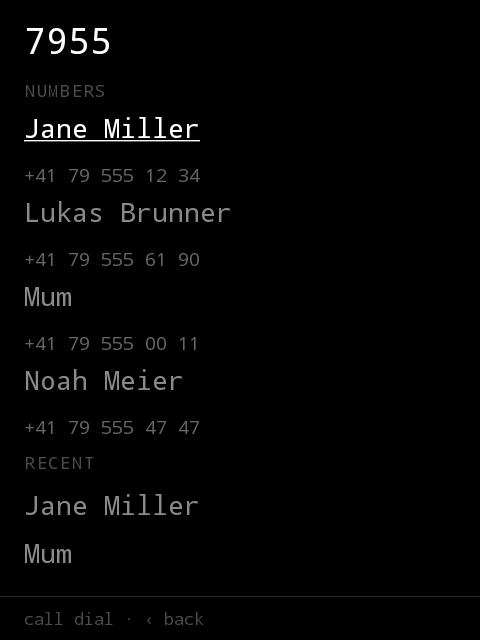 7955
NUMBERS
Jane Miller
+41 79 555 12 34
Lukas Brunner
+41 79 555 61 90
Mum
+41 79 555 00 11
Noah Meier
+41 79 555 47 47
RECENT
Jane Miller
Mum
call dial · ‹ back